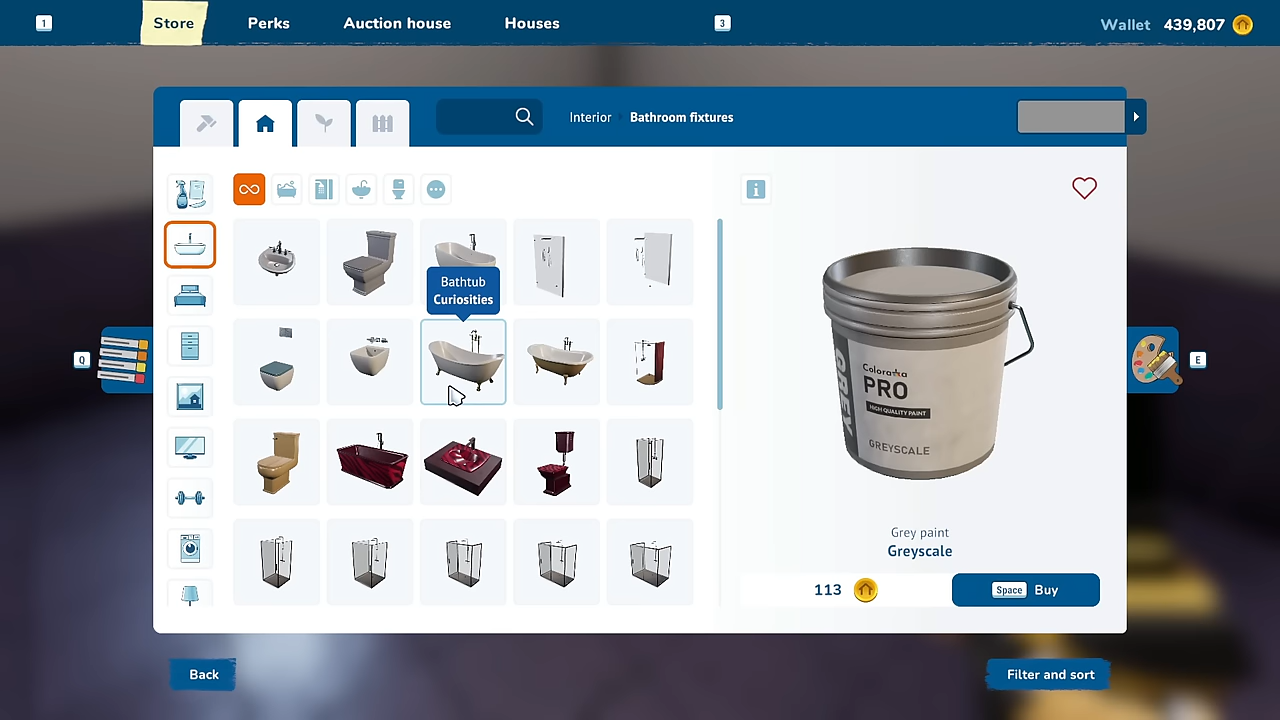 1
Store
Perks
Auction house
Houses
3
Wallet 439,807
Interior
Bathroom fixtures
Bathtub
Curiosities
Q
E
GREY
Colorama
PRO
HIGH QUALITY PAINT
GREYSCALE
Grey paint
Greyscale
113
Space Buy
Back
Filter and sort